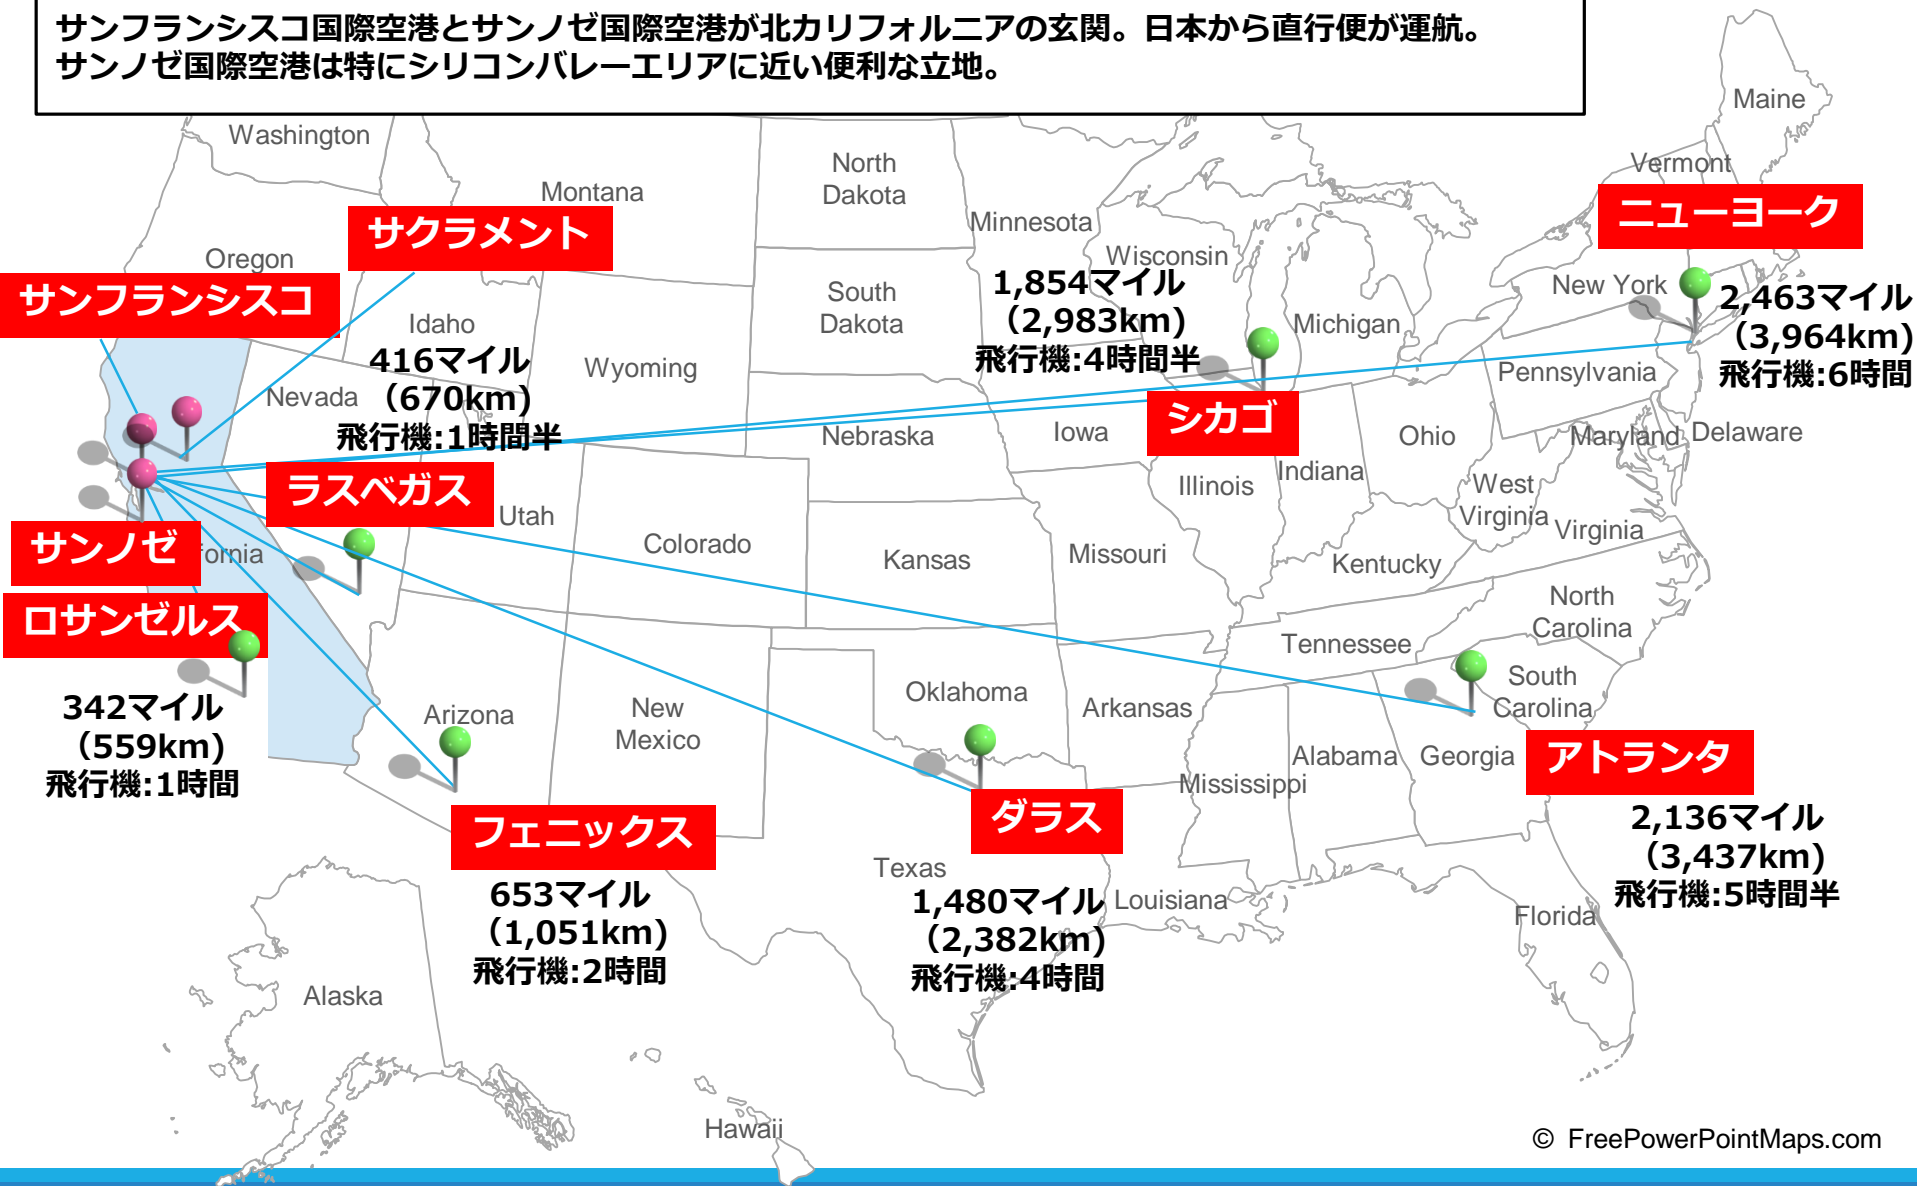 サンフランシスコ国際空港とサンノゼ国際空港が北カリフォルニアの玄関。日本から直行便が運航。
サンノゼ国際空港は特にシリコンバレーエリアに近い便利な立地。
Maine
Washington
Vermont
North
Dakota
Montana
Minnesota
ニューヨーク
サクラメント
Wisconsin
Oregon
サンフランシスコ
1,854マイル
（2,983km）
飛行機:4時間半
South
Dakota
New York
2,463マイル
（3,964km）
飛行機:6時間
Idaho
Michigan
416マイル
（670km）
飛行機:1時間半
Wyoming
Pennsylvania
Nevada
シカゴ
Nebraska
Iowa
Ohio
Maryland
Delaware
Illinois
Indiana
West
Virginia
Virginia
ラスベガス
Utah
サンノゼ
fornia
Colorado
Kansas
Missouri
Kentucky
ロサンゼルス
North
Carolina
Tennessee
342マイル
（559km）
飛行機:1時間
Arizona
New
Mexico
Oklahoma
Arkansas
South
Carolina
Mississippi
Alabama
Georgia
アトランタ
フェニックス
ダラス
653マイル
（1,051km）
飛行機:2時間
Texas
1,480マイル
（2,382km）
飛行機:4時間
Louisiana
2,136マイル
（3,437km）
飛行機:5時間半
Florida
Alaska
Hawaii
© FreePowerPointMaps.com